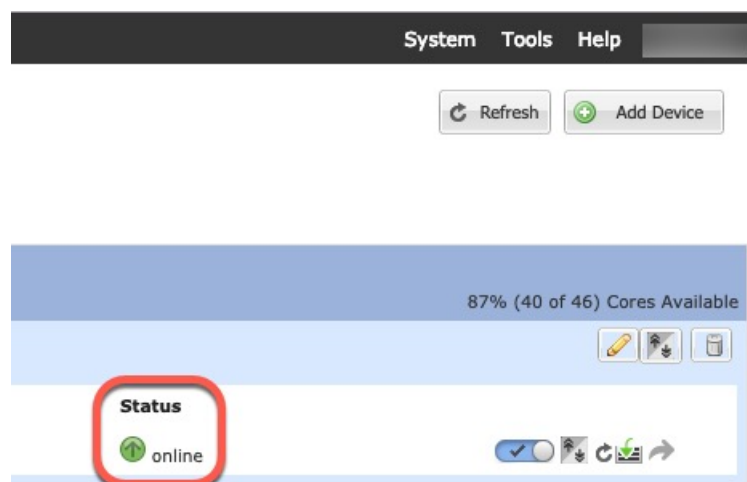 System Tools Help
Refresh Add Device
87% (40 of 46) Cores Available
Status
online